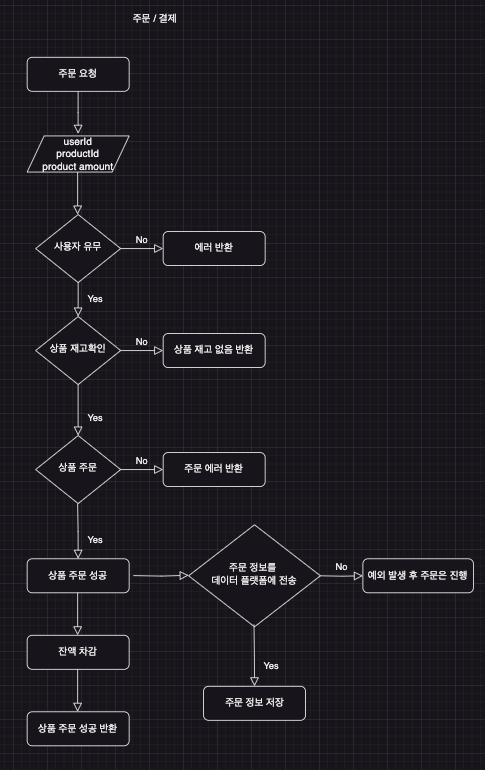 주문 / 결제
주문 요청
userId
productId
product amount
사용자 유무
No
에러 반환
Yes
상품 재고확인
No
상품 재고 없음 반환
Yes
상품 주문
No
주문 에러 반환
Yes
상품 주문 성공
주문 정보를
데이터 플랫폼에 전송
No
예외 발생 후 주문은 진행
잔액 차감
Yes
주문 정보 저장
상품 주문 성공 반환